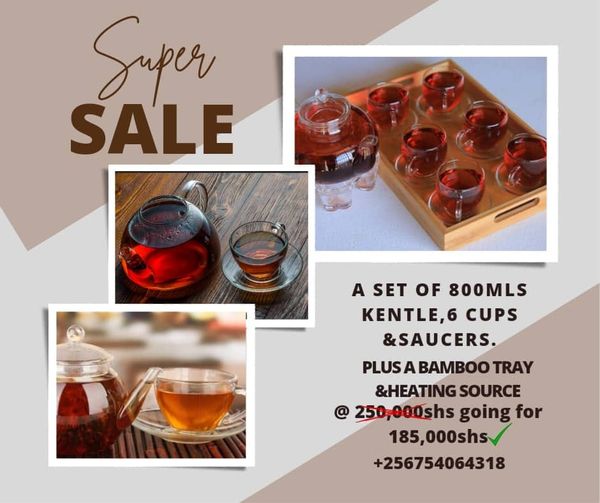 Super
SALE
A SET OF 800MLS
KENTLE,6 CUPS
&SAUCERS.
PLUS A BAMBOO TRAY
&HEATING SOURCE
@ 250,000shs going for
185,000shs
+256754064318